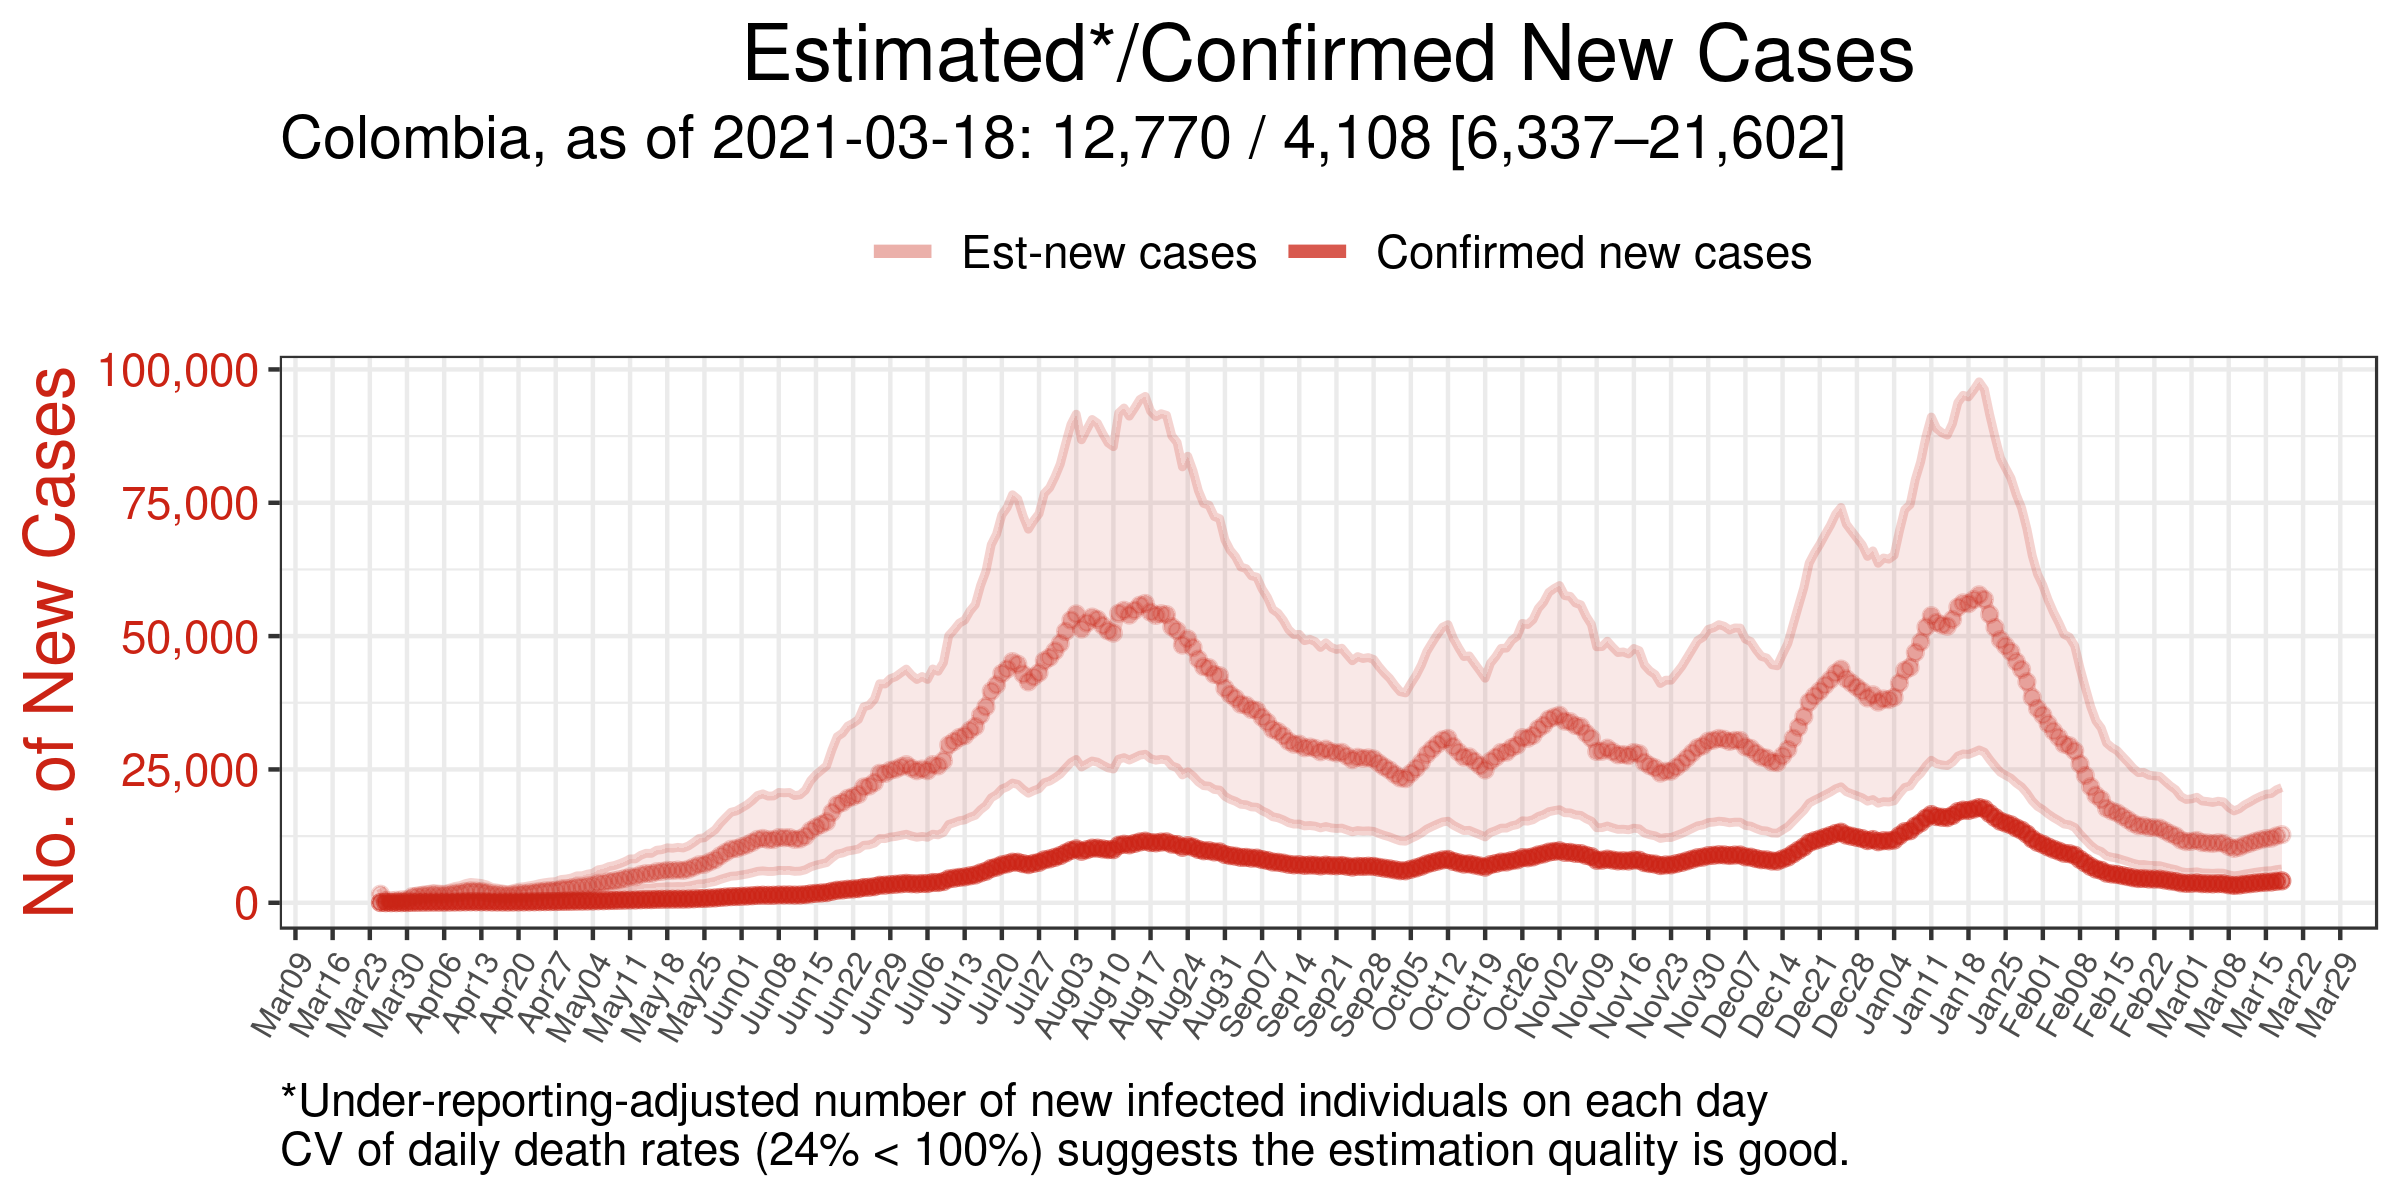 Estimated*/Confirmed New Cases
Colombia, as of 2021-03-18: 12,770 / 4,108 [6,337–21,602]
Est-new cases Confirmed new cases
No. of New Cases
100,000
75,000
50,000
25,000
0
Mar09 Mar16 Mar23 Mar30 Apr06 Apr13 Apr20 Apr27 May04 May11 May18 May25 Jun01 Jun08 Jun15 Jun22 Jun29 Jul06 Jul13 Jul20 Jul27 Aug03 Aug10 Aug17 Aug24 Aug31 Sep07 Sep14 Sep21 Sep28 Oct05 Oct12 Oct19 Oct26 Nov02 Nov09 Nov16 Nov23 Nov30 Dec07 Dec14 Dec21 Dec28 Jan04 Jan11 Jan18 Jan25 Feb01 Feb08 Feb15 Feb22 Mar01 Mar08 Mar15 Mar22 Mar29
*Under-reporting-adjusted number of new infected individuals on each day
CV of daily death rates (24% < 100%) suggests the estimation quality is good.